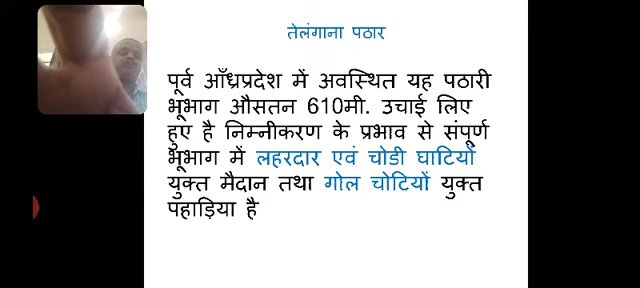 तेलंगाना पठार
पूर्व आँध्रप्रदेश में अवस्थित यह पठारी
भूभाग औसतन 610मी. उचाई लिए
हुए है निम्नीकरण के प्रभाव से संपूर्ण
भूभाग में लहरदार एवं चोडी घाटियों
युक्त मैदान तथा गोल चोटियों युक्त
पहाड़िया है